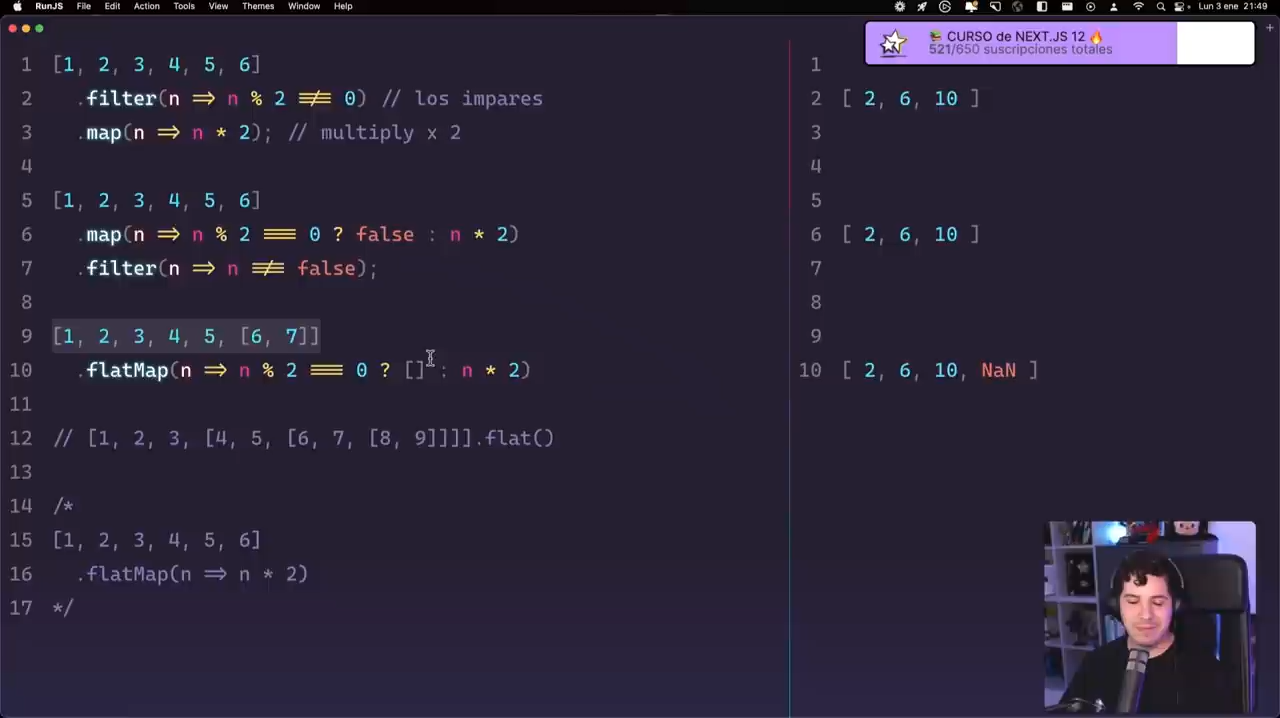 RunJS File Edit Action Tools View Themes Window Help
Lun 3 ene 21:49
CURSO de NEXT.JS 12
521/650 suscripciones totales
1 [1, 2, 3, 4, 5, 6]
2 .filter(n => n % 2 !== 0) // los impares
3 .map(n => n * 2); // multiply x 2
4
5 [1, 2, 3, 4, 5, 6]
6 .map(n => n % 2 === 0 ? false : n * 2)
7 .filter(n => n !== false);
8
9 [1, 2, 3, 4, 5, [6, 7]]
10 .flatMap(n => n % 2 === 0 ? [] : n * 2)
11
12 // [1, 2, 3, [4, 5, [6, 7, [8, 9]]]].flat()
13
14 /*
15 [1, 2, 3, 4, 5, 6]
16 .flatMap(n => n * 2)
17 */
1
2 [ 2, 6, 10 ]
3
4
5
6 [ 2, 6, 10 ]
7
8
9
10 [ 2, 6, 10, NaN ]